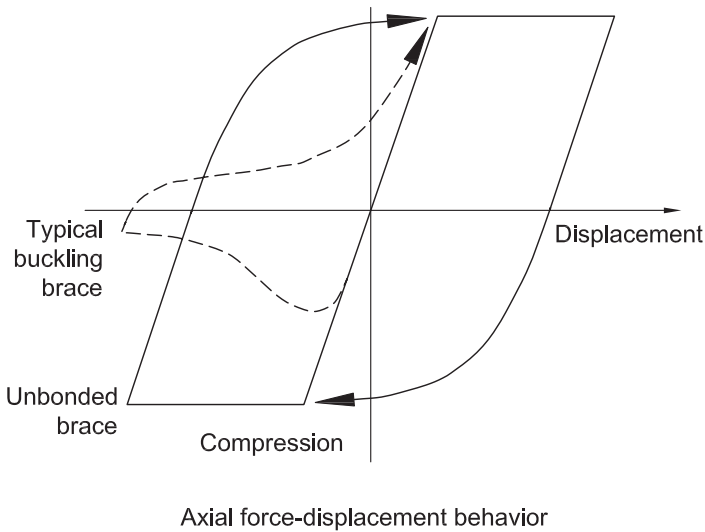 Typical
buckling
brace
Displacement
Unbonded
brace
Compression
Axial force-displacement behavior